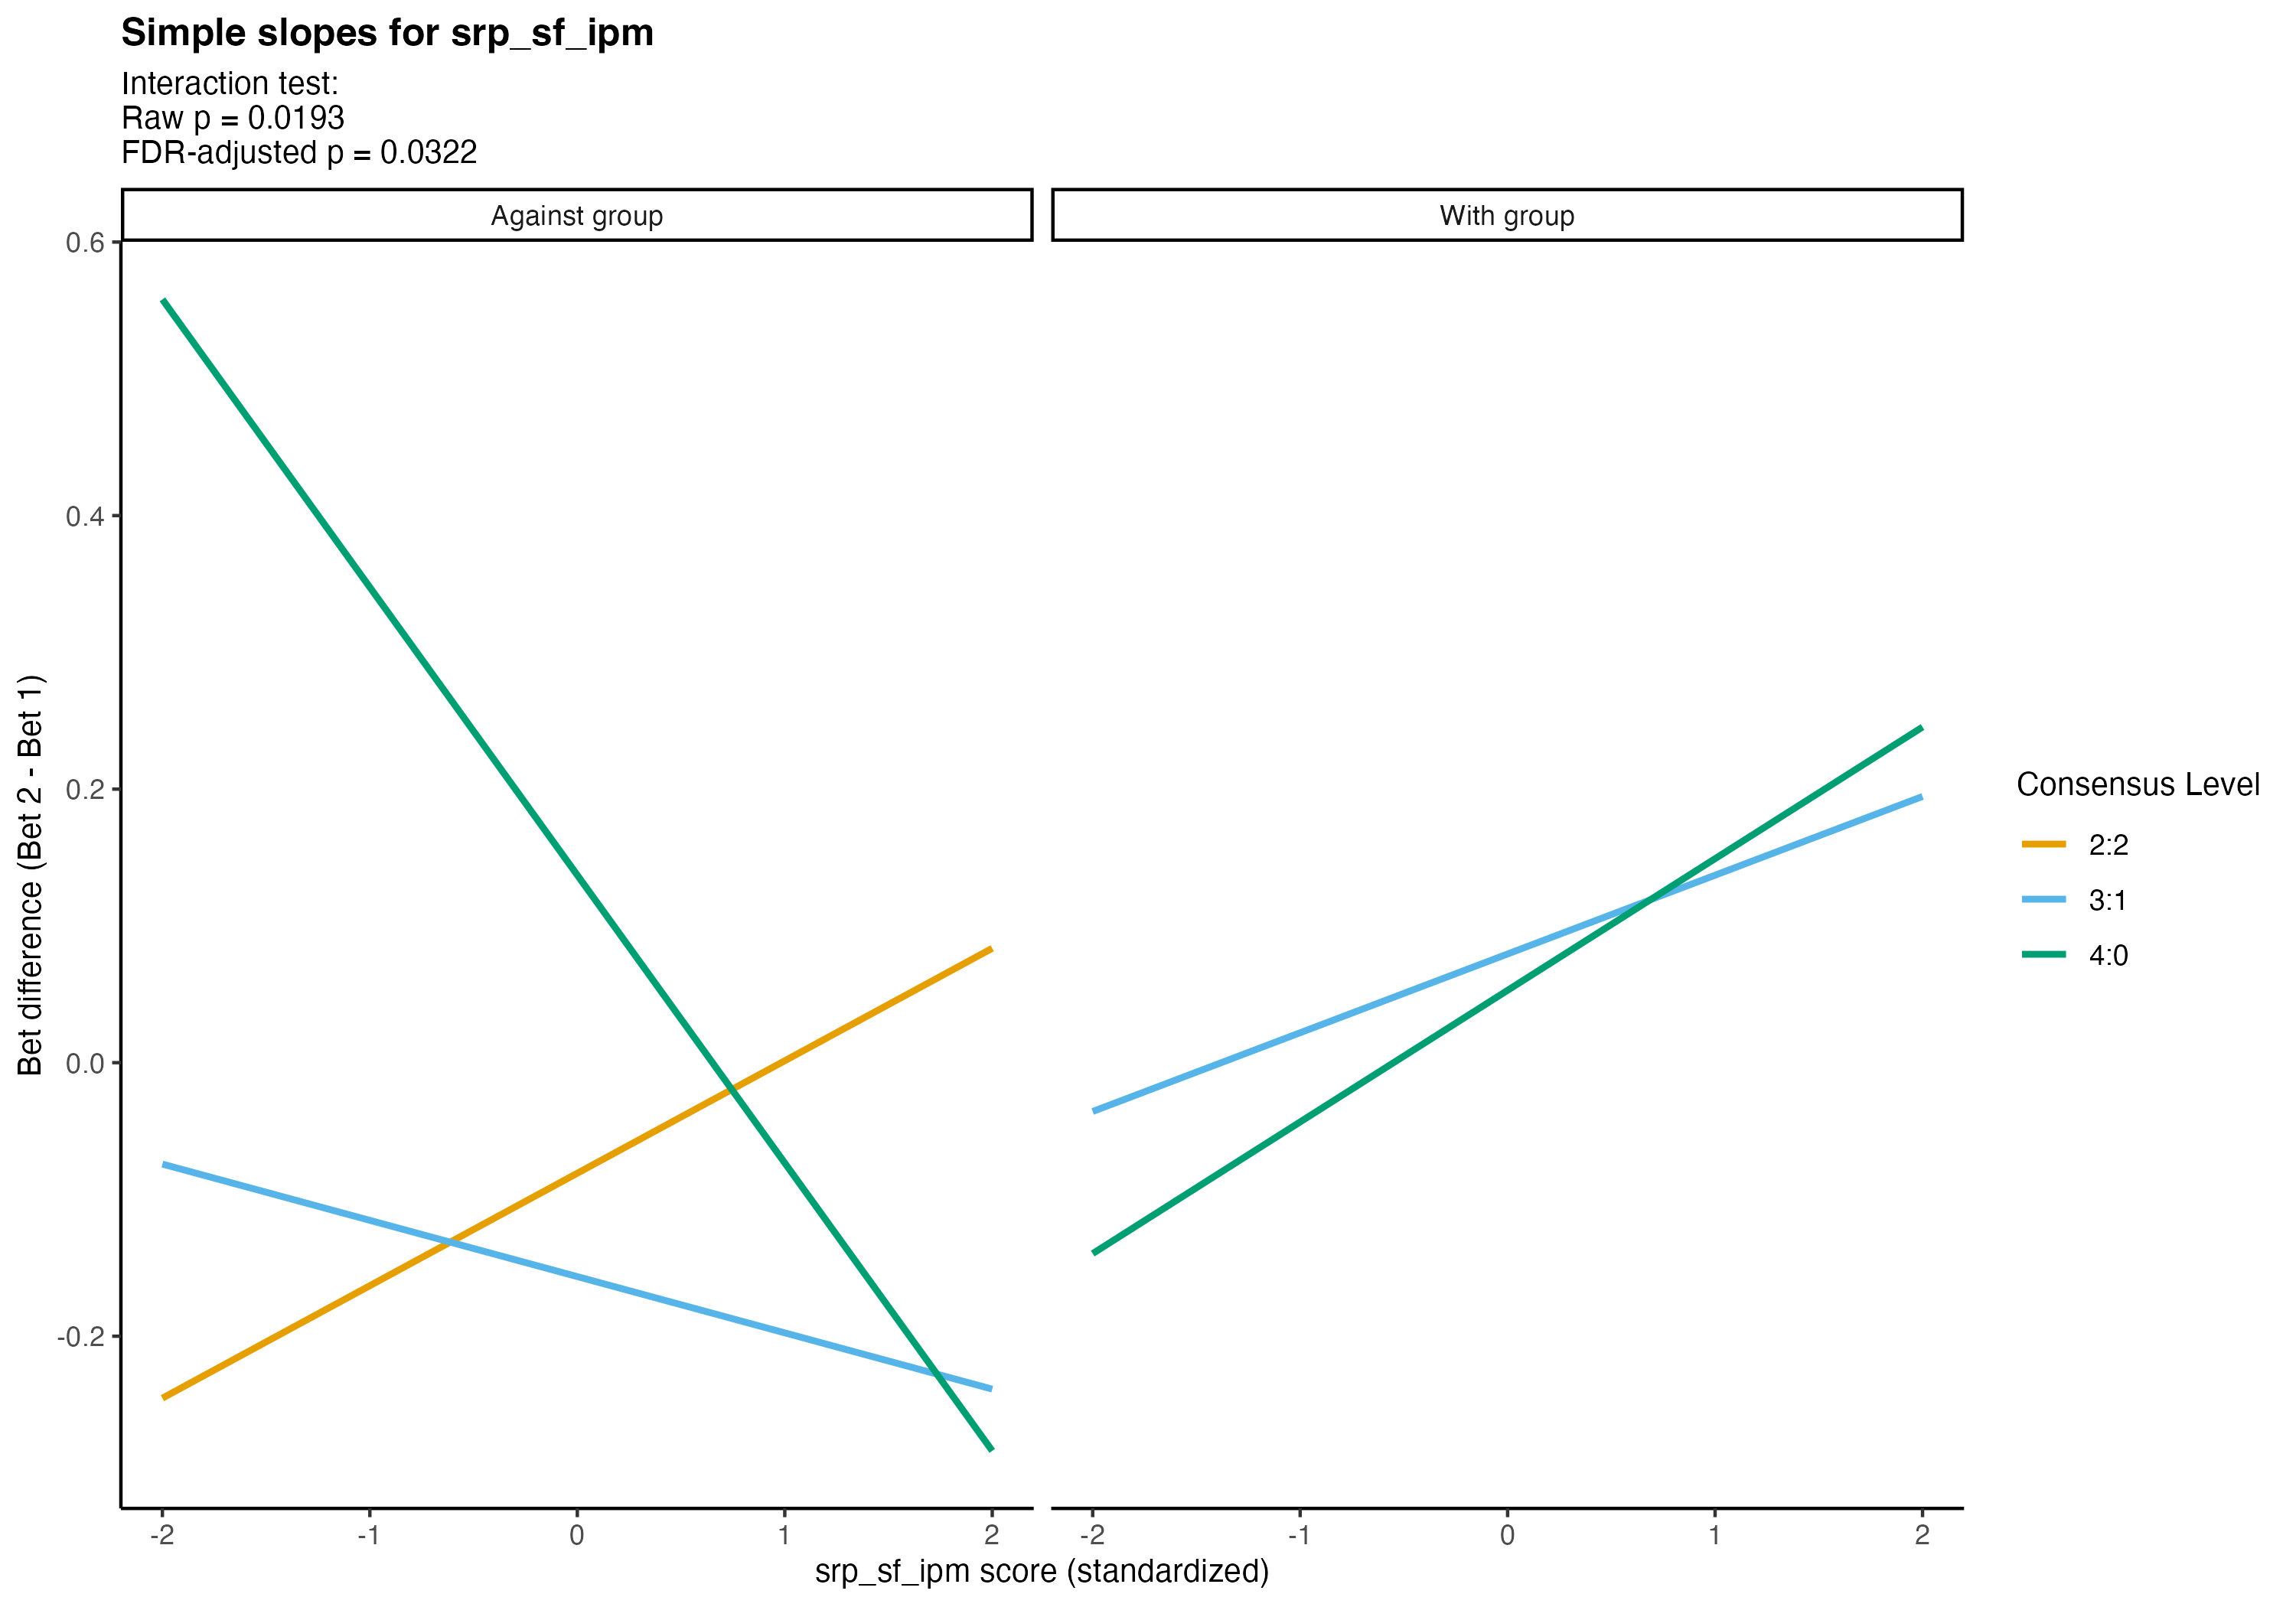 Simple slopes for srp_sf_ipm
Interaction test:
Raw p = 0.0193
FDR-adjusted p = 0.0322
Against group
With group
0.6
0.4
0.2
0.0
-0.2
Bet difference (Bet 2 - Bet 1)
-2 -1 0 1 2
-2 -1 0 1 2
srp_sf_ipm score (standardized)
Consensus Level
2:2
3:1
4:0